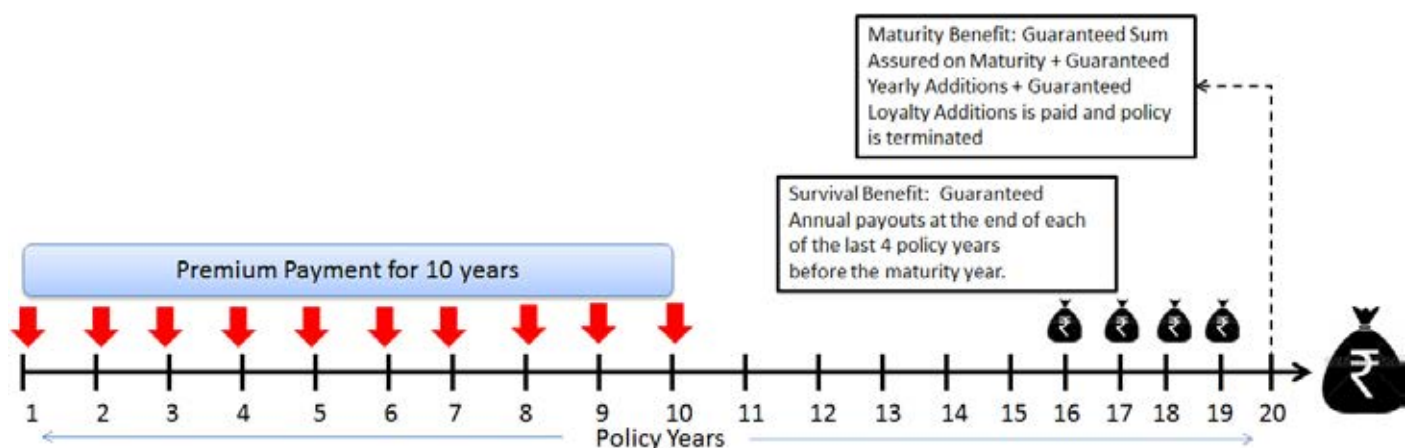 Maturity Benefit: Guaranteed Sum
Assured on Maturity + Guaranteed
Yearly Additions + Guaranteed
Loyalty Additions is paid and policy
is terminated
Survival Benefit: Guaranteed
Annual payouts at the end of each
of the last 4 policy years
before the maturity year.
Premium Payment for 10 years
₹ ₹ ₹ ₹ ₹
1 2 3 4 5 6 7 8 9 10 11 12 13 14 15 16 17 18 19 20
Policy Years